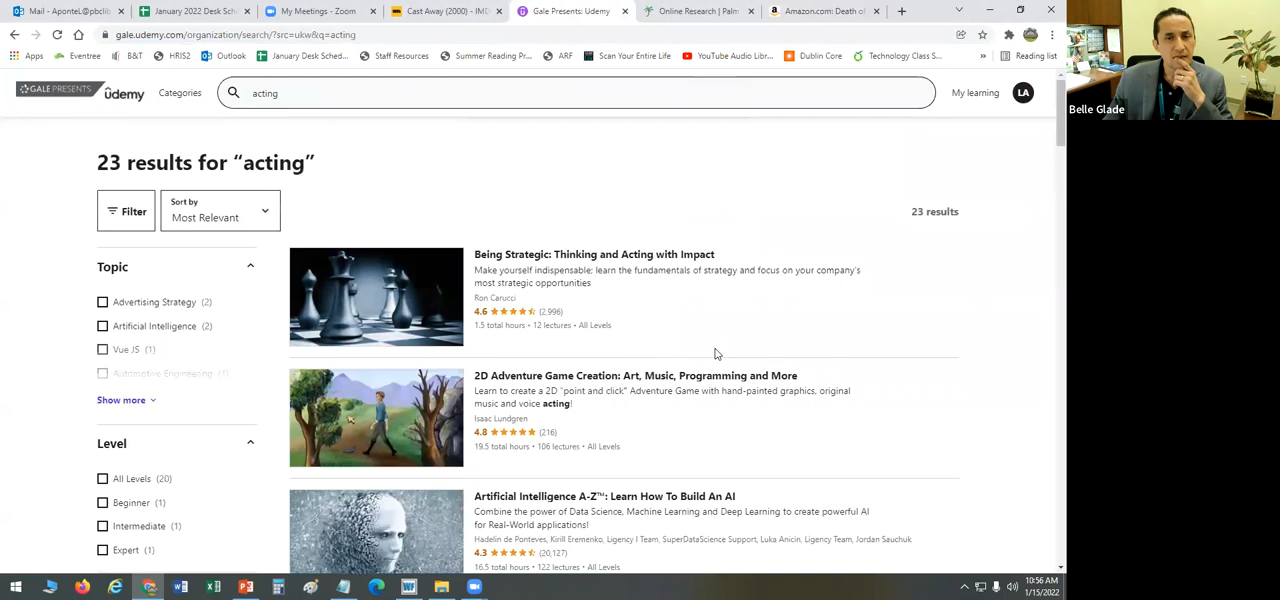 Mail - AponteL@pbclib
January 2022 Desk Sch
My Meetings - Zoom
Cast Away (2000) - IMD
Gale Presents: Udemy
Online Research | Palm
Amazon.com: Death of
gale.udemy.com/organization/search/?src=ukw&q=acting
Apps
Eventree
B&T
HRIS2
Outlook
January Desk Sched...
Staff Resources
Summer Reading Pr...
ARF
Scan Your Entire Life
YouTube Audio Libr...
Dublin Core
Technology Class S...
Reading list
GALE PRESENTS
ûdemy
Categories
acting
My learning
LA
Belle Glade
23 results for “acting”
Filter
Sort by
Most Relevant
23 results
Topic
Advertising Strategy (2)
Artificial Intelligence (2)
Vue JS (1)
Automotive Engineering (1)
Show more
Level
All Levels (20)
Beginner (1)
Intermediate (1)
Expert (1)
Being Strategic: Thinking and Acting with Impact
Make yourself indispensable; learn the fundamentals of strategy and focus on your company's
most strategic opportunities
Ron Carucci
4.6 (2,996)
1.5 total hours • 12 lectures • All Levels
2D Adventure Game Creation: Art, Music, Programming and More
Learn to create a 2D "point and click" Adventure Game with hand-painted graphics, original
music and voice acting!
Isaac Lundgren
4.8 (216)
19.5 total hours • 106 lectures • All Levels
Artificial Intelligence A-Z™: Learn How To Build An AI
Combine the power of Data Science, Machine Learning and Deep Learning to create powerful AI
for Real-World applications!
Hadelin de Ponteves, Kirill Eremenko, Ligency I Team, SuperDataScience Support, Luka Anicin, Ligency Team, Jordan Sauchuk
4.3 (20,127)
16.5 total hours • 122 lectures • All Levels
10:56 AM
1/15/2022